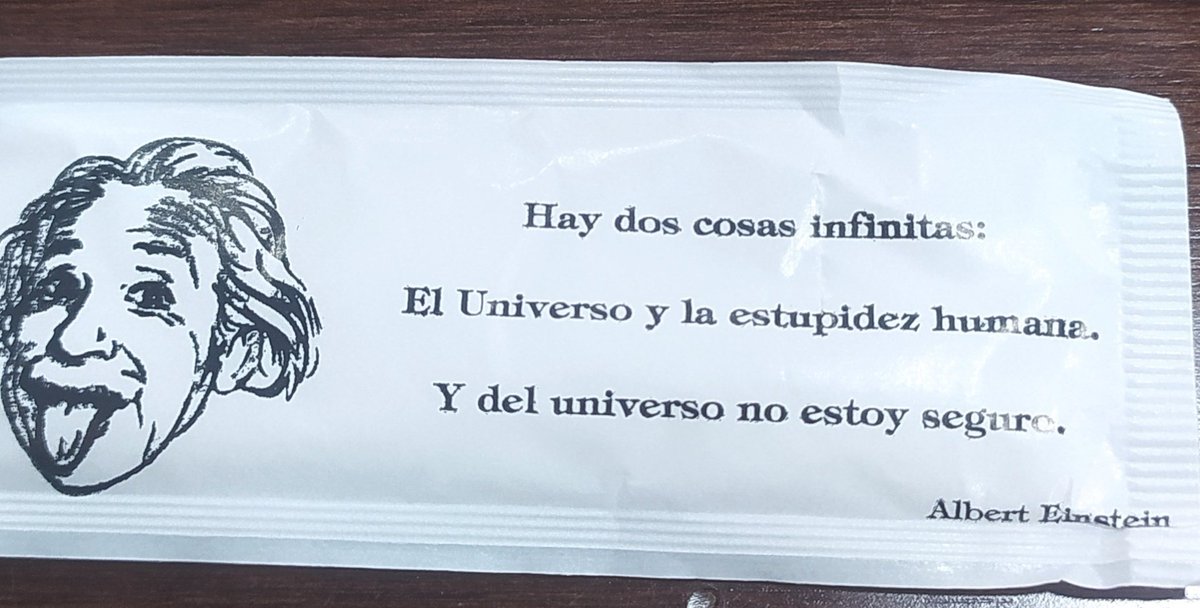 Hay dos cosas infinitas:
El Universo y la estupidez humana.
Y del universo no estoy seguro.
Albert Einstein